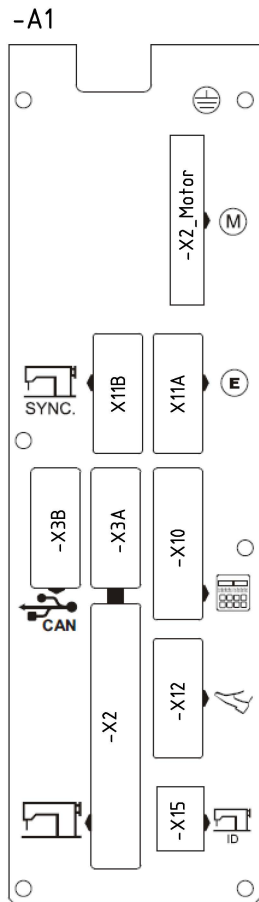 -A1
-X2_Motor
M
SYNC.
X11B
X11A
E
-X3B
-X3A
-X10
CAN
-X2
-X12
-X15
ID